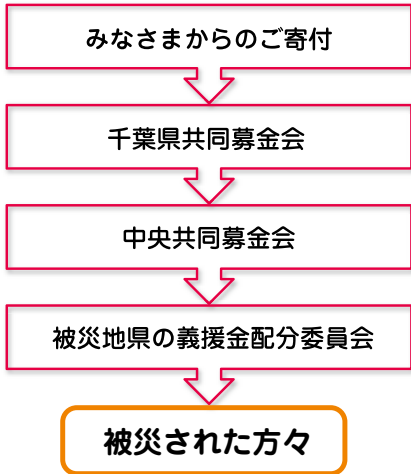 みなさまからのご寄付
千葉県共同募金会
中央共同募金会
被災地県の義援金配分委員会
被災された方々